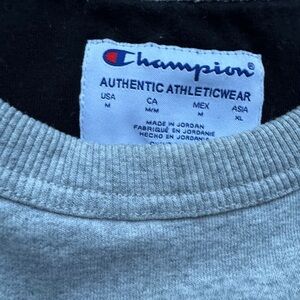 Champion®
AUTHENTIC ATHLETICWEAR
USA CA MEX ASIA
M M/M M XL
MADE IN JORDAN
FABRIQUÉ EN JORDANIE
HECHO EN JORDANIA